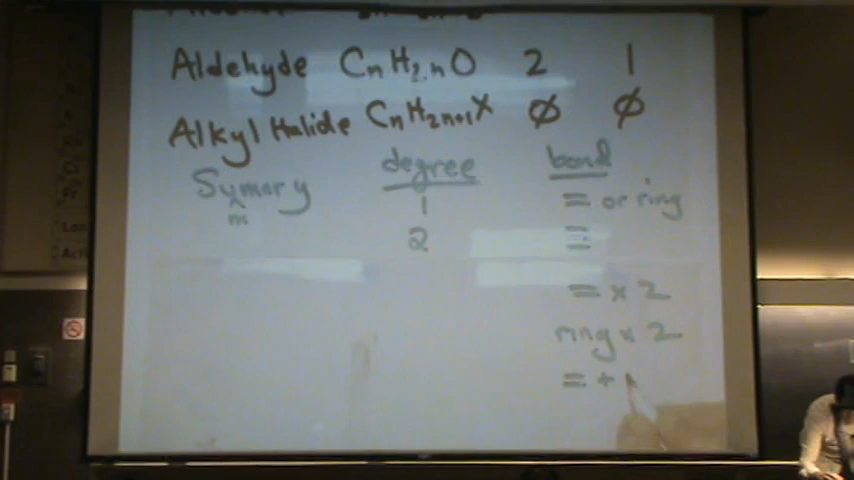 Aldehyde CnH2nO 2 1
Alkyl Halide CnH2n+1X Ø Ø
Symary degree bond
m
1 = or ring
2 ≡
= x 2
ring x 2
= +